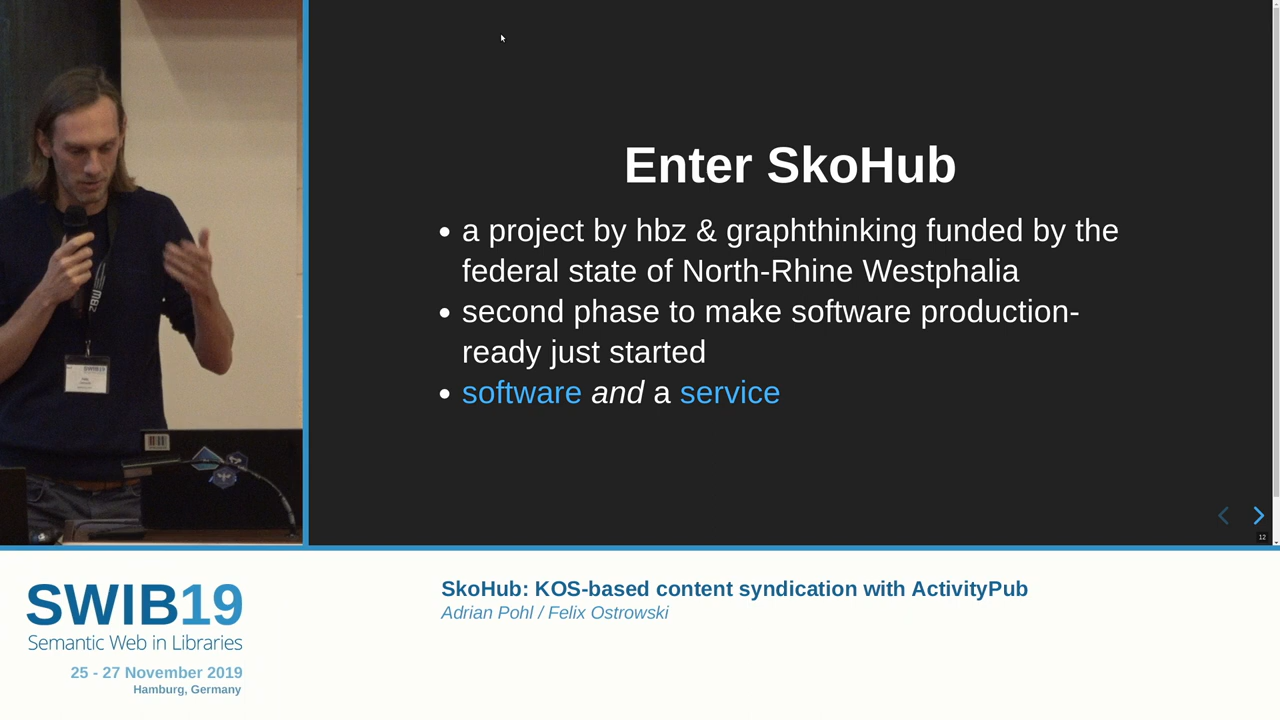 Enter SkoHub
• a project by hbz & graphthinking funded by the
federal state of North-Rhine Westphalia
• second phase to make software production-
ready just started
• software and a service
12
SWIB19
Semantic Web in Libraries
25 - 27 November 2019
Hamburg, Germany
SkoHub: KOS-based content syndication with ActivityPub
Adrian Pohl / Felix Ostrowski